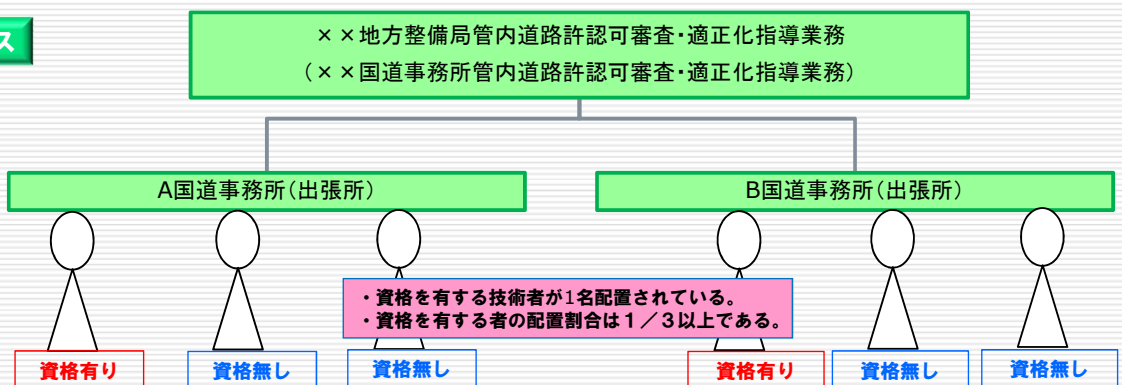 ス
××地方整備局管内道路許認可審査・適正化指導業務
(××国道事務所管内道路許認可審査・適正化指導業務)
A国道事務所(出張所)
B国道事務所(出張所)
・資格を有する技術者が1名配置されている。
・資格を有する者の配置割合は1/3以上である。
資格有り
資格無し
資格無し
資格有り
資格無し
資格無し